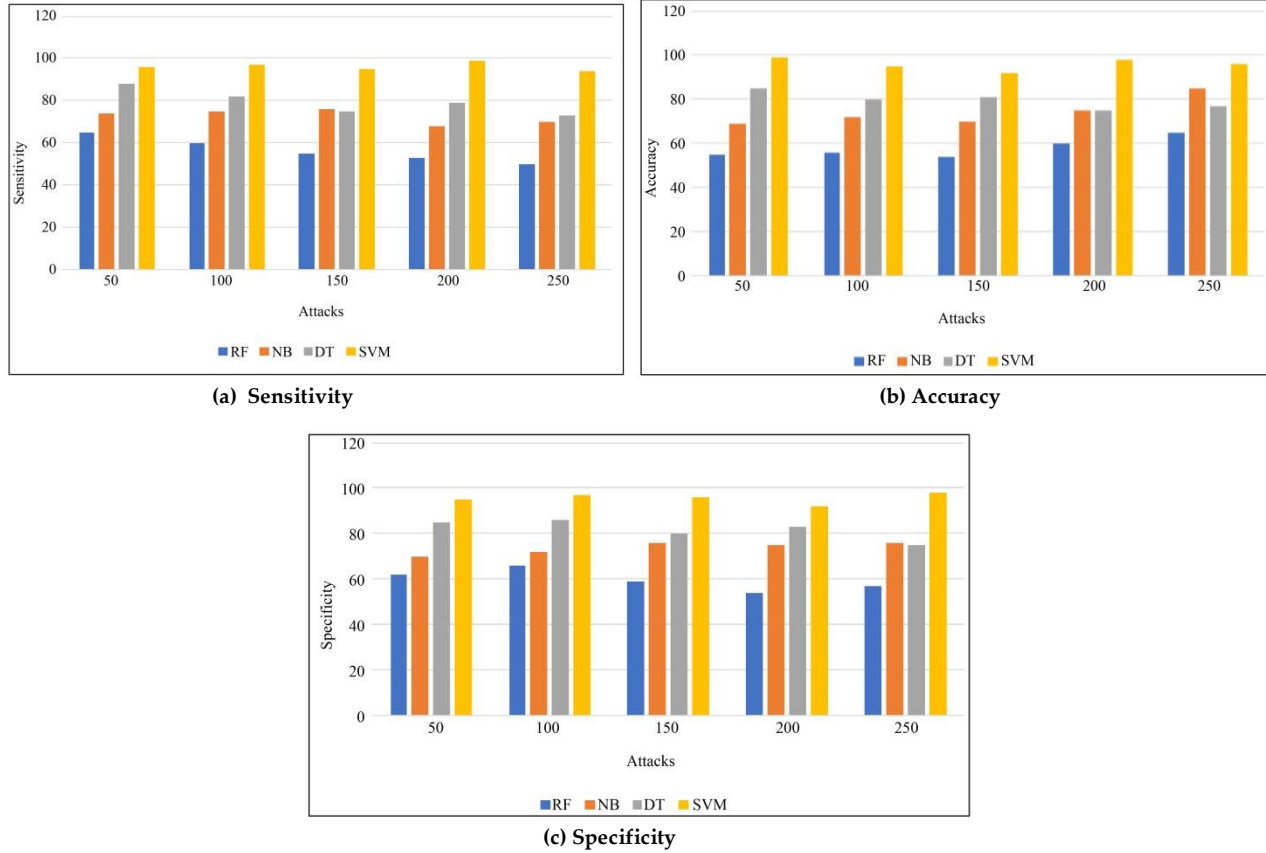 120
100
80
60
40
20
0
Sensitivity
50 100 150 200 250
Attacks
RF NB DT SVM
(a) Sensitivity
120
100
80
60
40
20
0
Accuracy
50 100 150 200 250
Attacks
RF NB DT SVM
(b) Accuracy
120
100
80
60
40
20
0
Specificity
50 100 150 200 250
Attacks
RF NB DT SVM
(c) Specificity